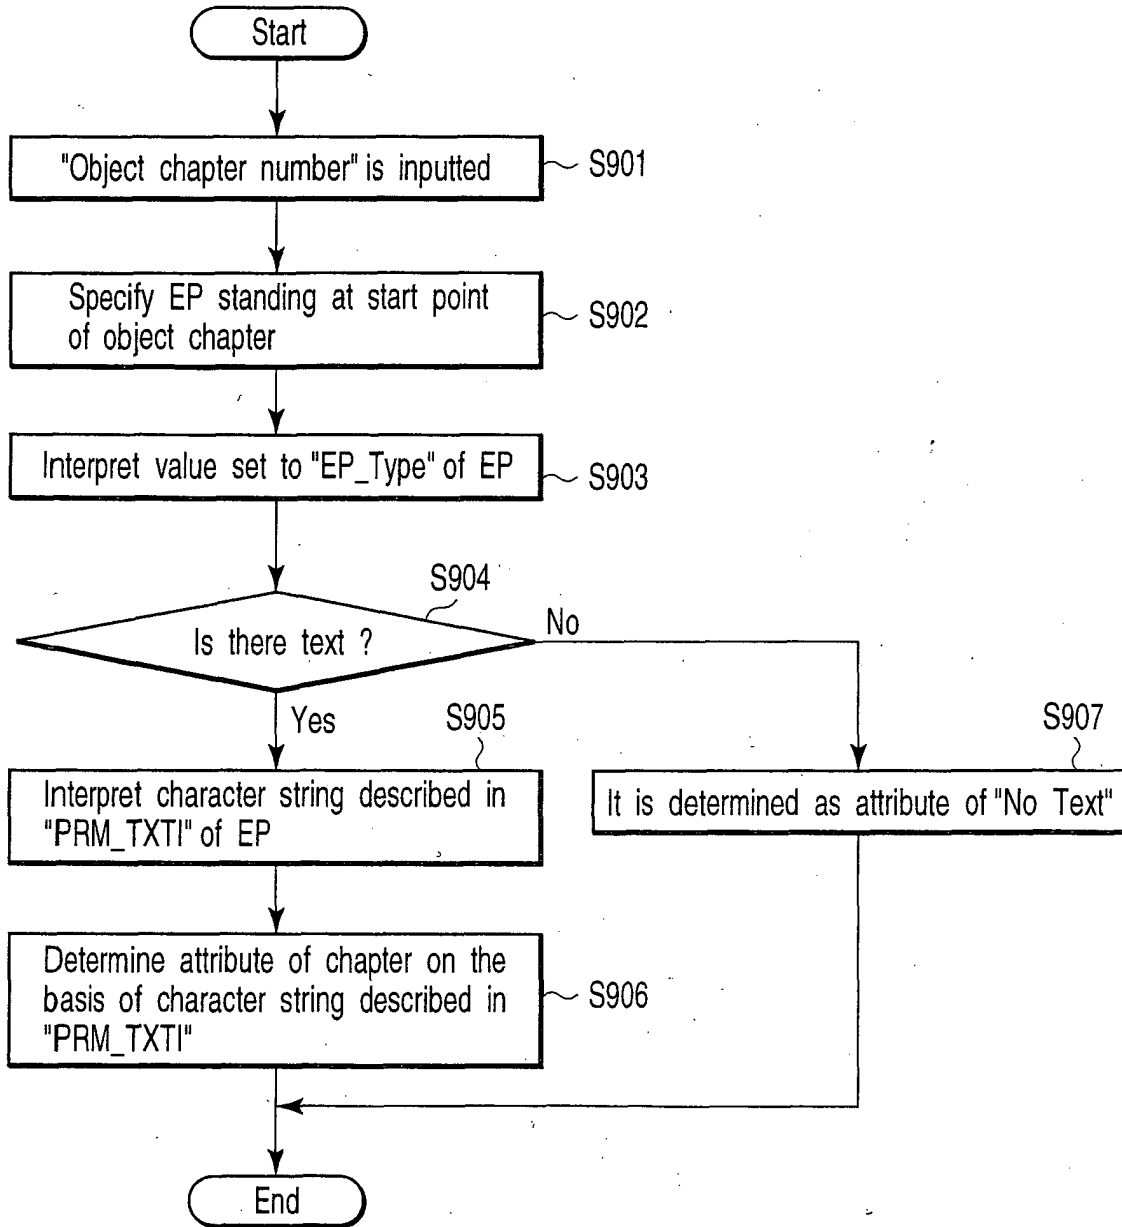 Start
"Object chapter number" is inputted
S901
Specify EP standing at start point
of object chapter
S902
Interpret value set to "EP_Type" of EP
S903
S904
Is there text ?
No
Yes
S905
S907
Interpret character string described in
"PRM_TXTI" of EP
It is determined as attribute of "No Text"
Determine attribute of chapter on the
basis of character string described in
"PRM_TXTI"
S906
End